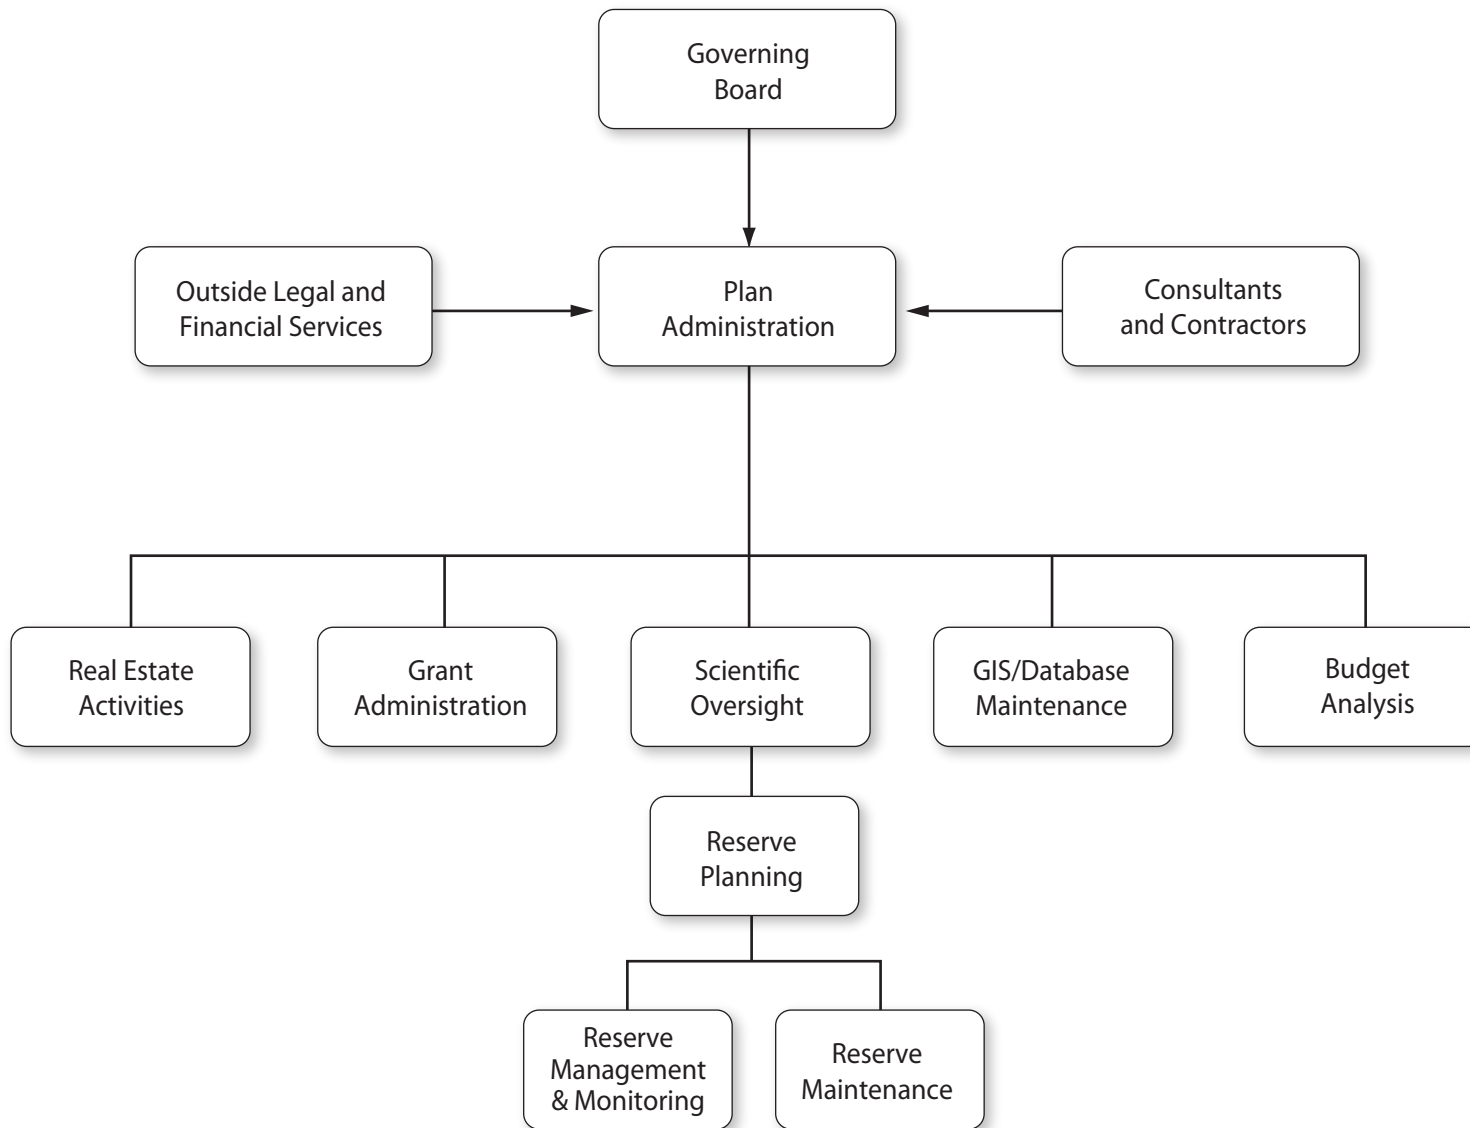 Governing
Board
Outside Legal and
Financial Services
Plan
Administration
Consultants
and Contractors
Real Estate
Activities
Grant
Administration
Scientific
Oversight
GIS/Database
Maintenance
Budget
Analysis
Reserve
Planning
Reserve
Management
& Monitoring
Reserve
Maintenance